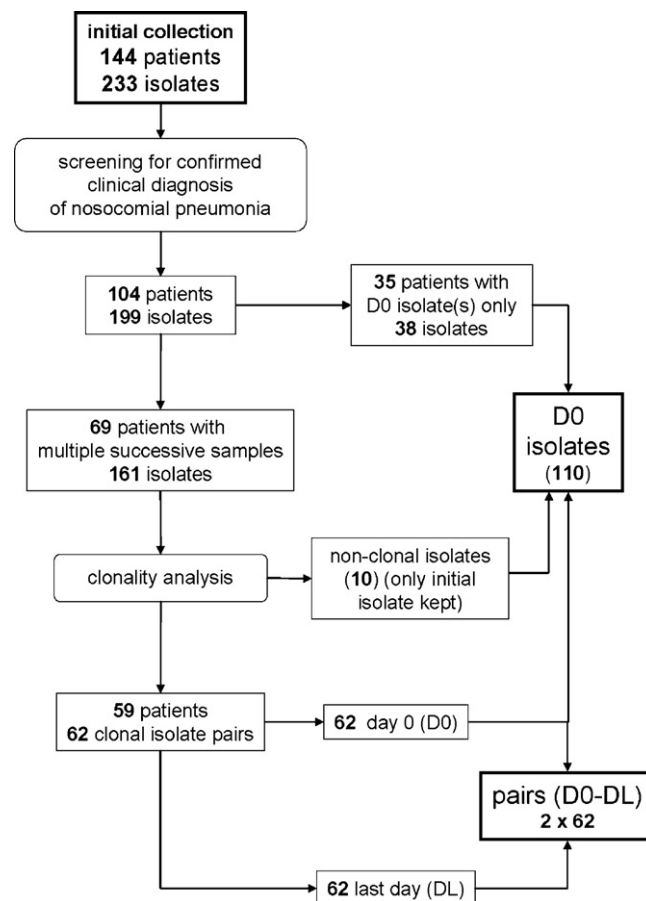 initial collection
144 patients
233 isolates
screening for confirmed
clinical diagnosis
of nosocomial pneumonia
104 patients
199 isolates
35 patients with
D0 isolate(s) only
38 isolates
69 patients with
multiple successive samples
161 isolates
D0
isolates
(110)
clonality analysis
non-clonal isolates
(10) (only initial
isolate kept)
59 patients
62 clonal isolate pairs
62 day 0 (D0)
pairs (D0-DL)
2 x 62
62 last day (DL)